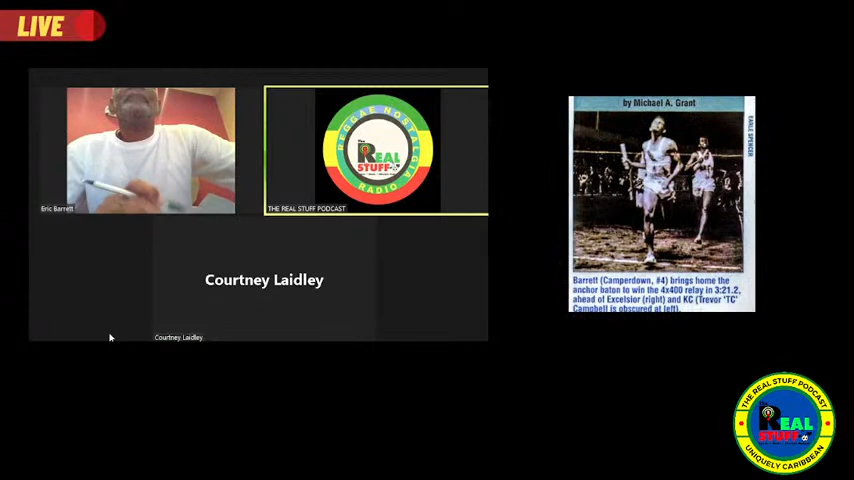 LIVE
REGGAE NOSTALGIA
The
REAL
STUFF
RADIO
Eric Barrett
THE REAL STUFF PODCAST
Courtney Laidley
Courtney Laidley
by Michael A. Grant
EARLE SPENCER
Barrett (Camperdown, #4) brings home the
anchor baton to win the 4x400 relay in 3:21.2,
ahead of Excelsior (right) and KC (Trevor 'TC'
Campbell is obscured at left).
THE REAL STUFF PODCAST
The
REAL
STUFF
UNIQUELY CARIBBEAN